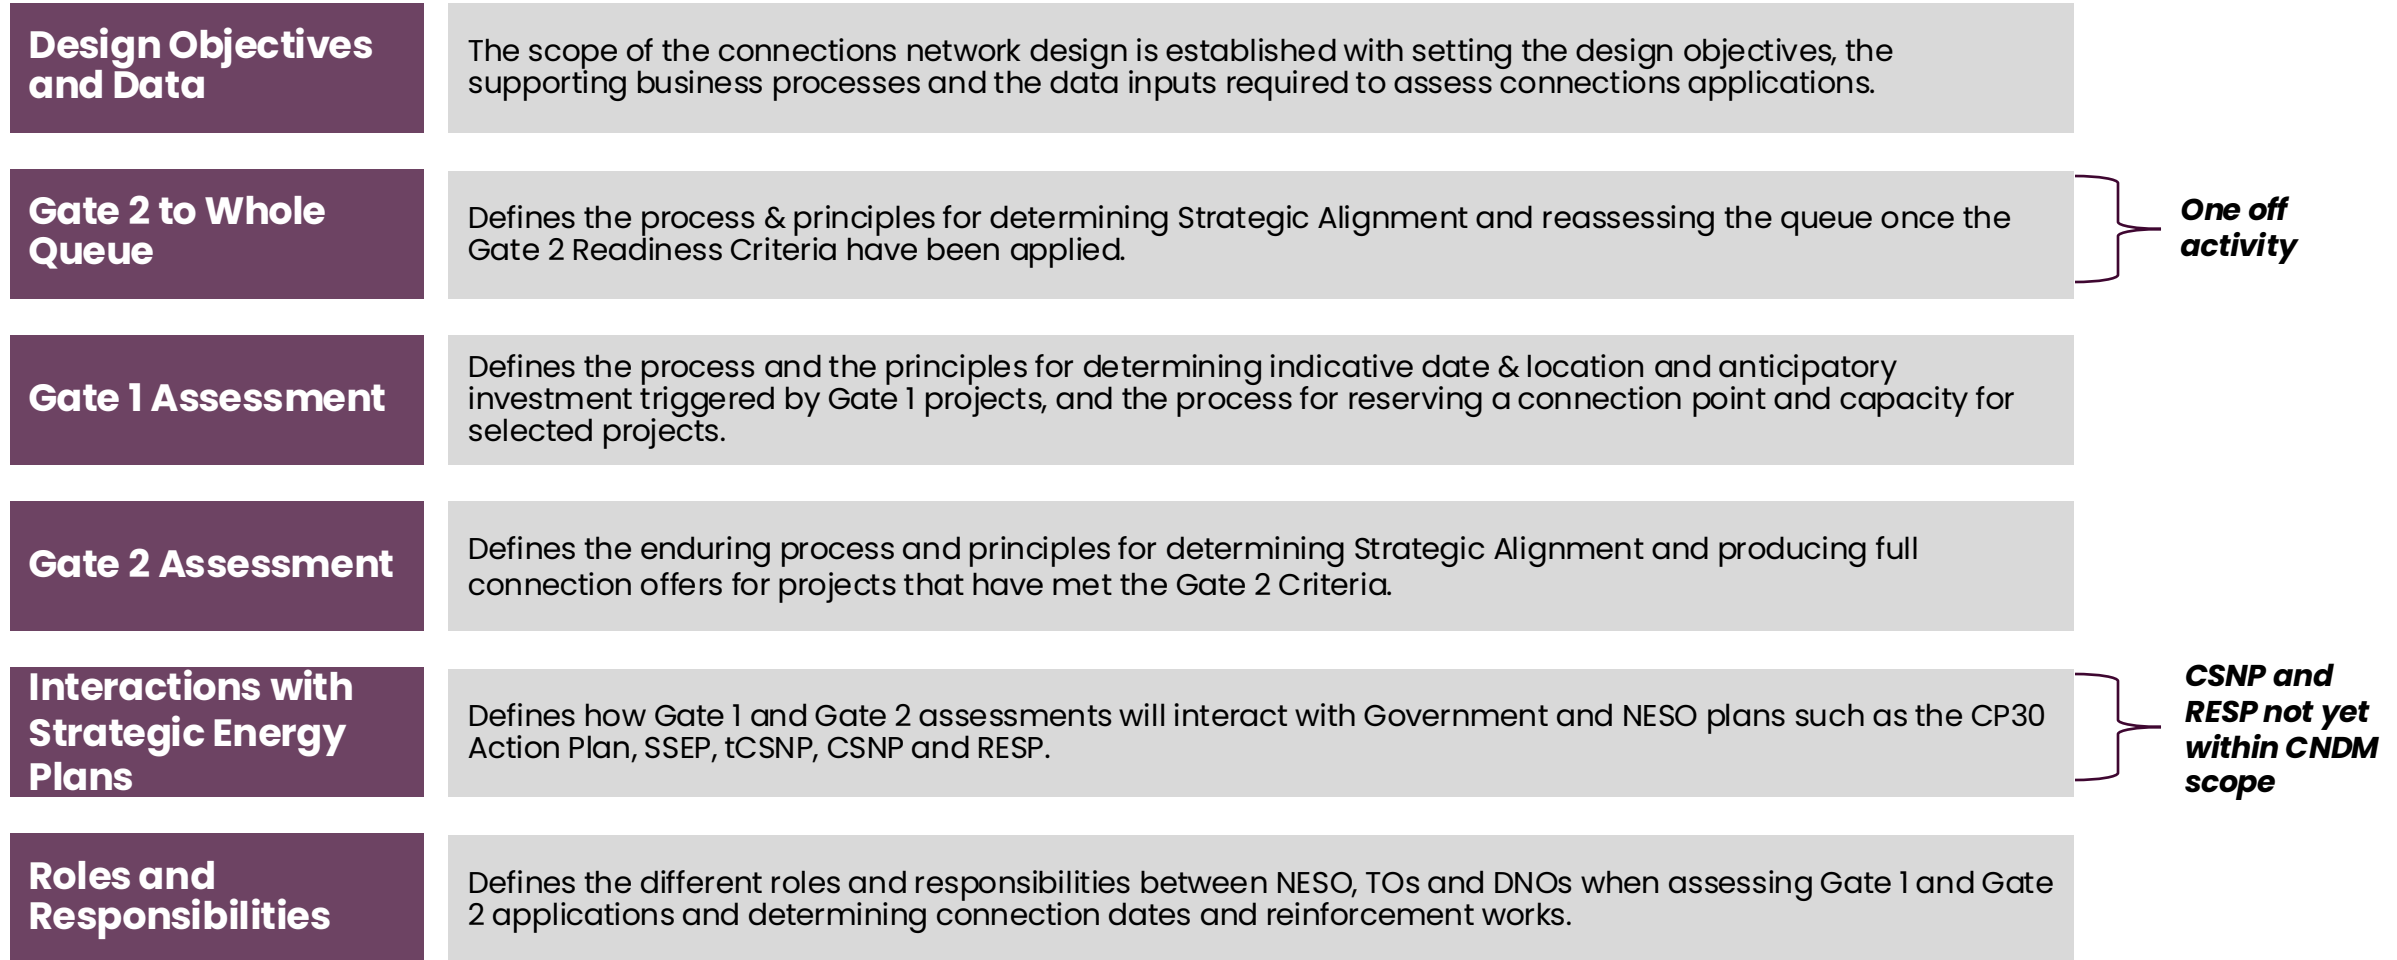 Design Objectives
and Data
The scope of the connections network design is established with setting the design objectives, the
supporting business processes and the data inputs required to assess connections applications.
Gate 2 to Whole
Queue
Defines the process & principles for determining Strategic Alignment and reassessing the queue once the
Gate 2 Readiness Criteria have been applied.
One off
activity
Gate 1 Assessment
Defines the process and the principles for determining indicative date & location and anticipatory
investment triggered by Gate 1 projects, and the process for reserving a connection point and capacity for
selected projects.
Gate 2 Assessment
Defines the enduring process and principles for determining Strategic Alignment and producing full
connection offers for projects that have met the Gate 2 Criteria.
Interactions with
Strategic Energy
Plans
Defines how Gate 1 and Gate 2 assessments will interact with Government and NESO plans such as the CP30
Action Plan, SSEP, tCSNP, CSNP and RESP.
CSNP and
RESP not yet
within CNDM
scope
Roles and
Responsibilities
Defines the different roles and responsibilities between NESO, TOs and DNOs when assessing Gate 1 and Gate
2 applications and determining connection dates and reinforcement works.